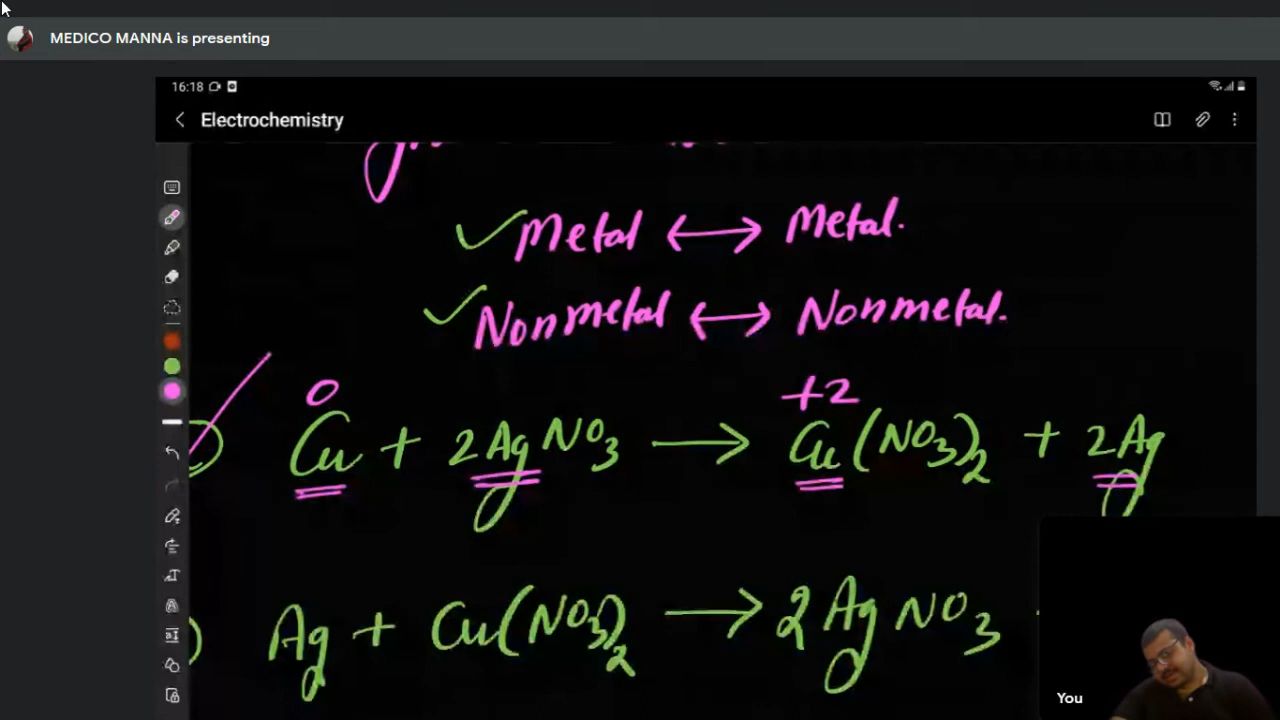 MEDICO MANNA is presenting
16:18
Electrochemistry
Metal ↔ Metal.
Nonmetal ↔ Nonmetal.
0 +2
Cu + 2AgNO3 → Cu(NO3)2 + 2Ag
Ag + Cu(NO3)2 → 2AgNO3
You